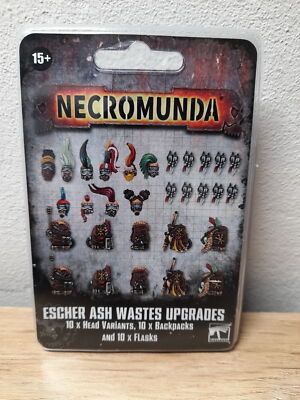 15+
NECROMUNDA
ESCHER ASH WASTES UPGRADES
10 x Head Variants, 10 x Backpacks
and 10 x Flasks